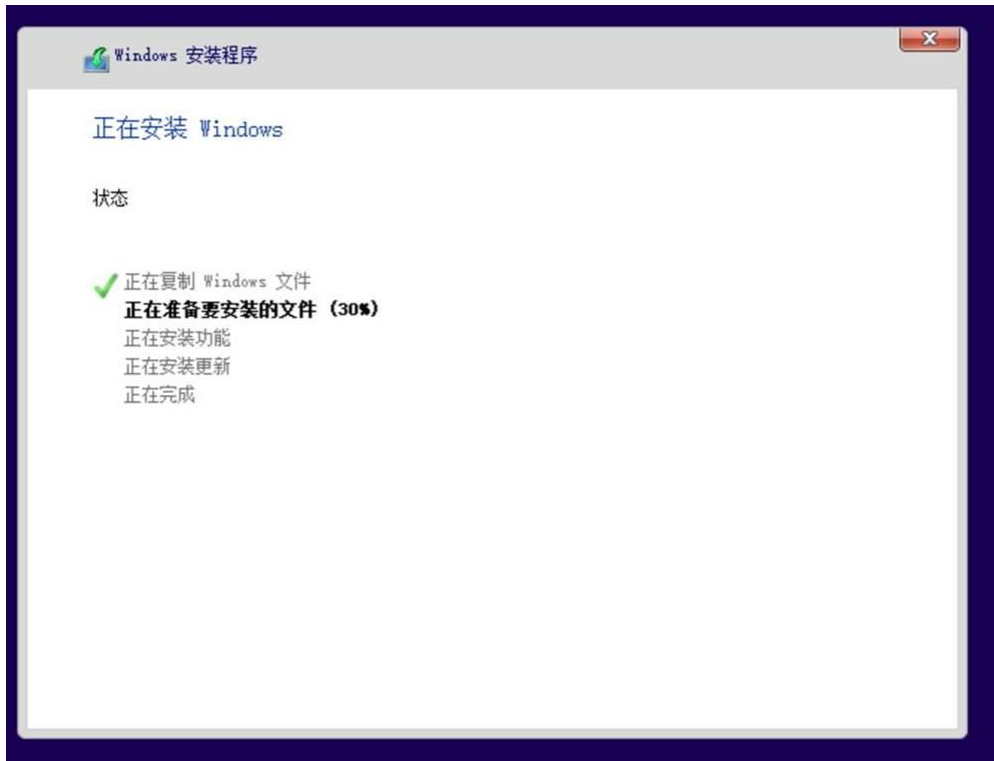 Windows 安装程序
正在安装 Windows
状态
正在复制 Windows 文件
正在准备要安装的文件 (30%)
正在安装功能
正在安装更新
正在完成